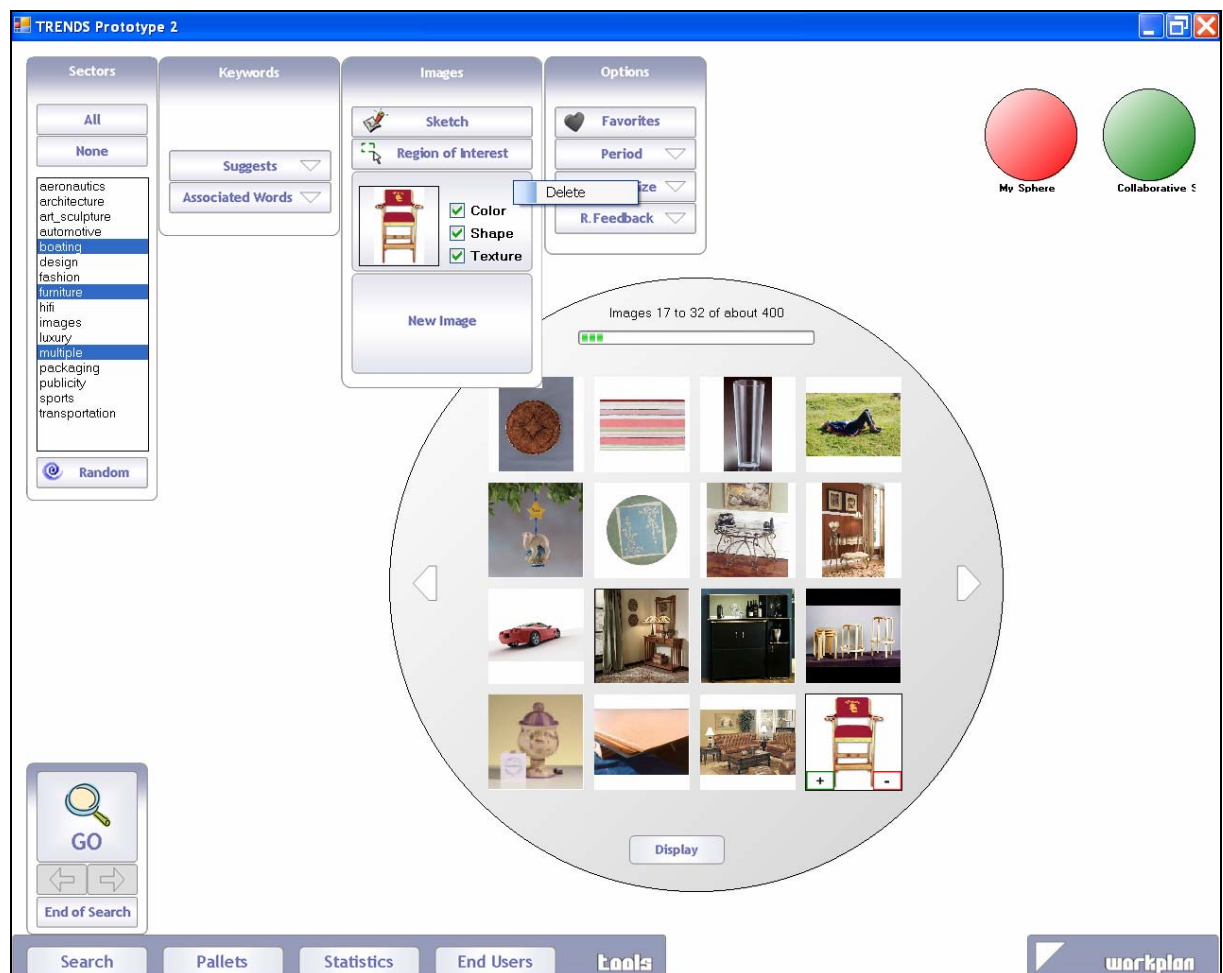 TRENDS Prototype 2
Sectors
All
None
aeronautics
architecture
art_sculpture
automotive
boating
design
fashion
furniture
hifi
images
luxury
multiple
packaging
publicity
sports
transportation
Random
Keywords
Suggests
Associated Words
Images
Sketch
Region of Interest
Color
Shape
Texture
New Image
Delete
Options
Favorites
Period
ize
R. Feedback
My Sphere
Collaborative S
Images 17 to 32 of about 400
+ -
Display
GO
End of Search
Search
Pallets
Statistics
End Users
tools
workplan